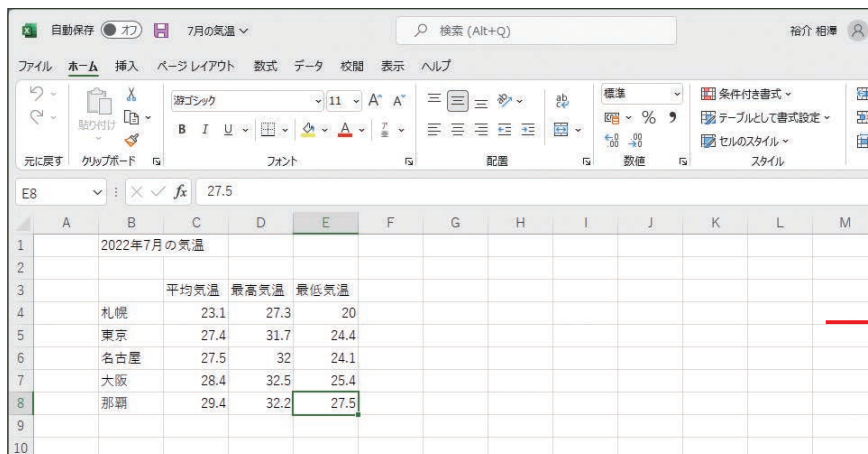 自動保存 オフ 7月の気温 検索 (Alt+Q) 裕介 相澤
ファイル ホーム 挿入 ページ レイアウト 数式 データ 校閲 表示 ヘルプ
貼り付け 游ゴシック 11 A^ A˅ ab 標準 条件付き書式
B I U A % 9 テーブルとして書式設定
セルのスタイル
元に戻す クリップボード フォント 配置 数値 スタイル
E8 fx 27.5
A B C D E F G H I J K L M
1 2022年7月の気温
2
3 平均気温 最高気温 最低気温
4 札幌 23.1 27.3 20
5 東京 27.4 31.7 24.4
6 名古屋 27.5 32 24.1
7 大阪 28.4 32.5 25.4
8 那覇 29.4 32.2 27.5
9
10